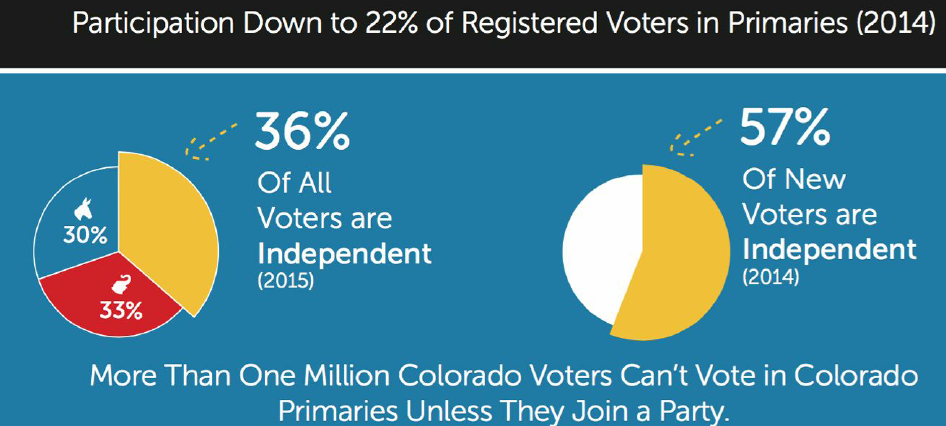 Participation Down to 22% of Registered Voters in Primaries (2014)
36%
Of All
Voters are
Independent
(2015)
30%
33%
57%
Of New
Voters are
Independent
(2014)
More Than One Million Colorado Voters Can't Vote in Colorado
Primaries Unless They Join a Party.